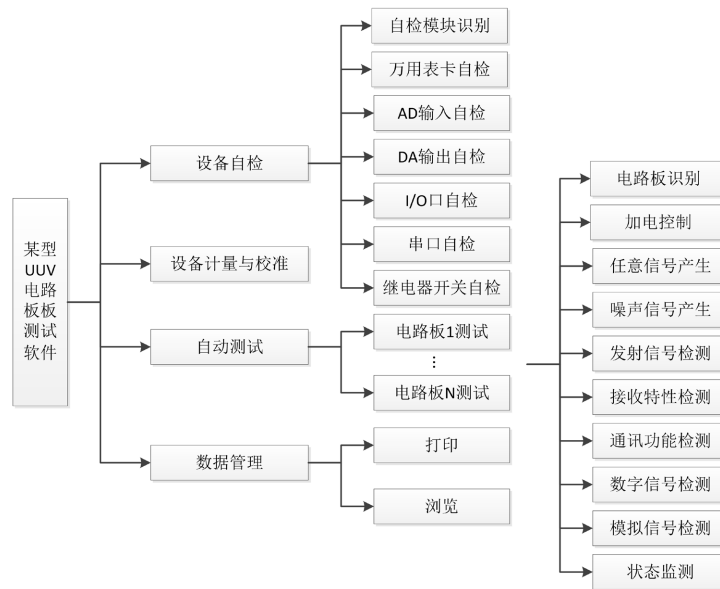 某型
UUV
电路
板板
测试
软件
设备自检
设备计量与校准
自动测试
数据管理
自检模块识别
万用表卡自检
AD输入自检
DA输出自检
I/O口自检
串口自检
继电器开关自检
电路板1测试
⋮
电路板N测试
打印
浏览
电路板识别
加电控制
任意信号产生
噪声信号产生
发射信号检测
接收特性检测
通讯功能检测
数字信号检测
模拟信号检测
状态监测